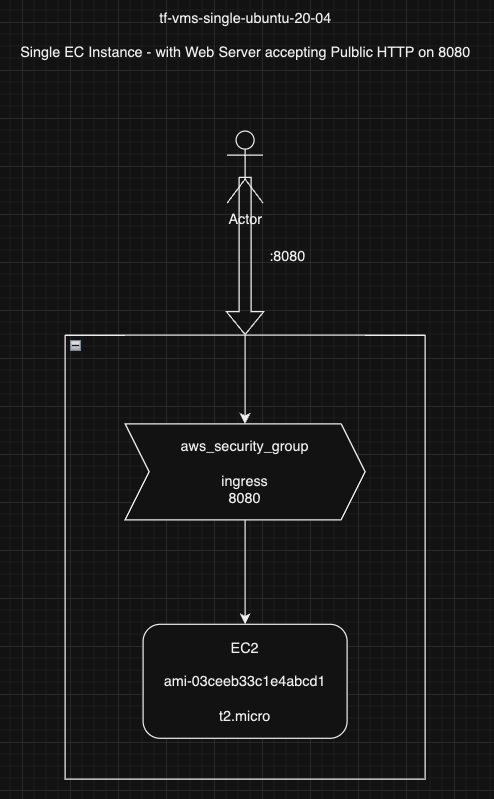 tf-vms-single-ubuntu-20-04
Single EC Instance - with Web Server accepting Pulblic HTTP on 8080
Actor
:8080
aws_security_group
ingress
8080
EC2
ami-03ceeb33c1e4abcd1
t2.micro